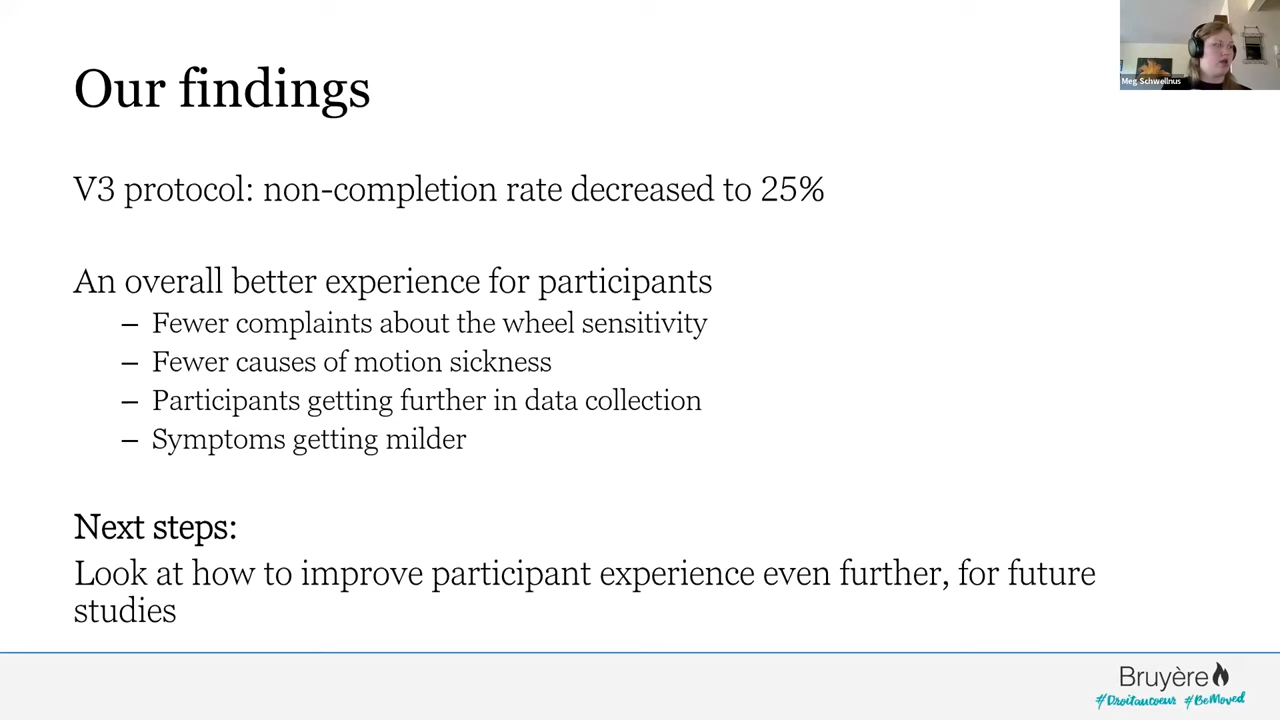 Our findings
Meg Schwellnus
V3 protocol: non-completion rate decreased to 25%
An overall better experience for participants
– Fewer complaints about the wheel sensitivity
– Fewer causes of motion sickness
– Participants getting further in data collection
– Symptoms getting milder
Next steps:
Look at how to improve participant experience even further, for future
studies
Bruyère
#Droitaucoeur #BeMoved